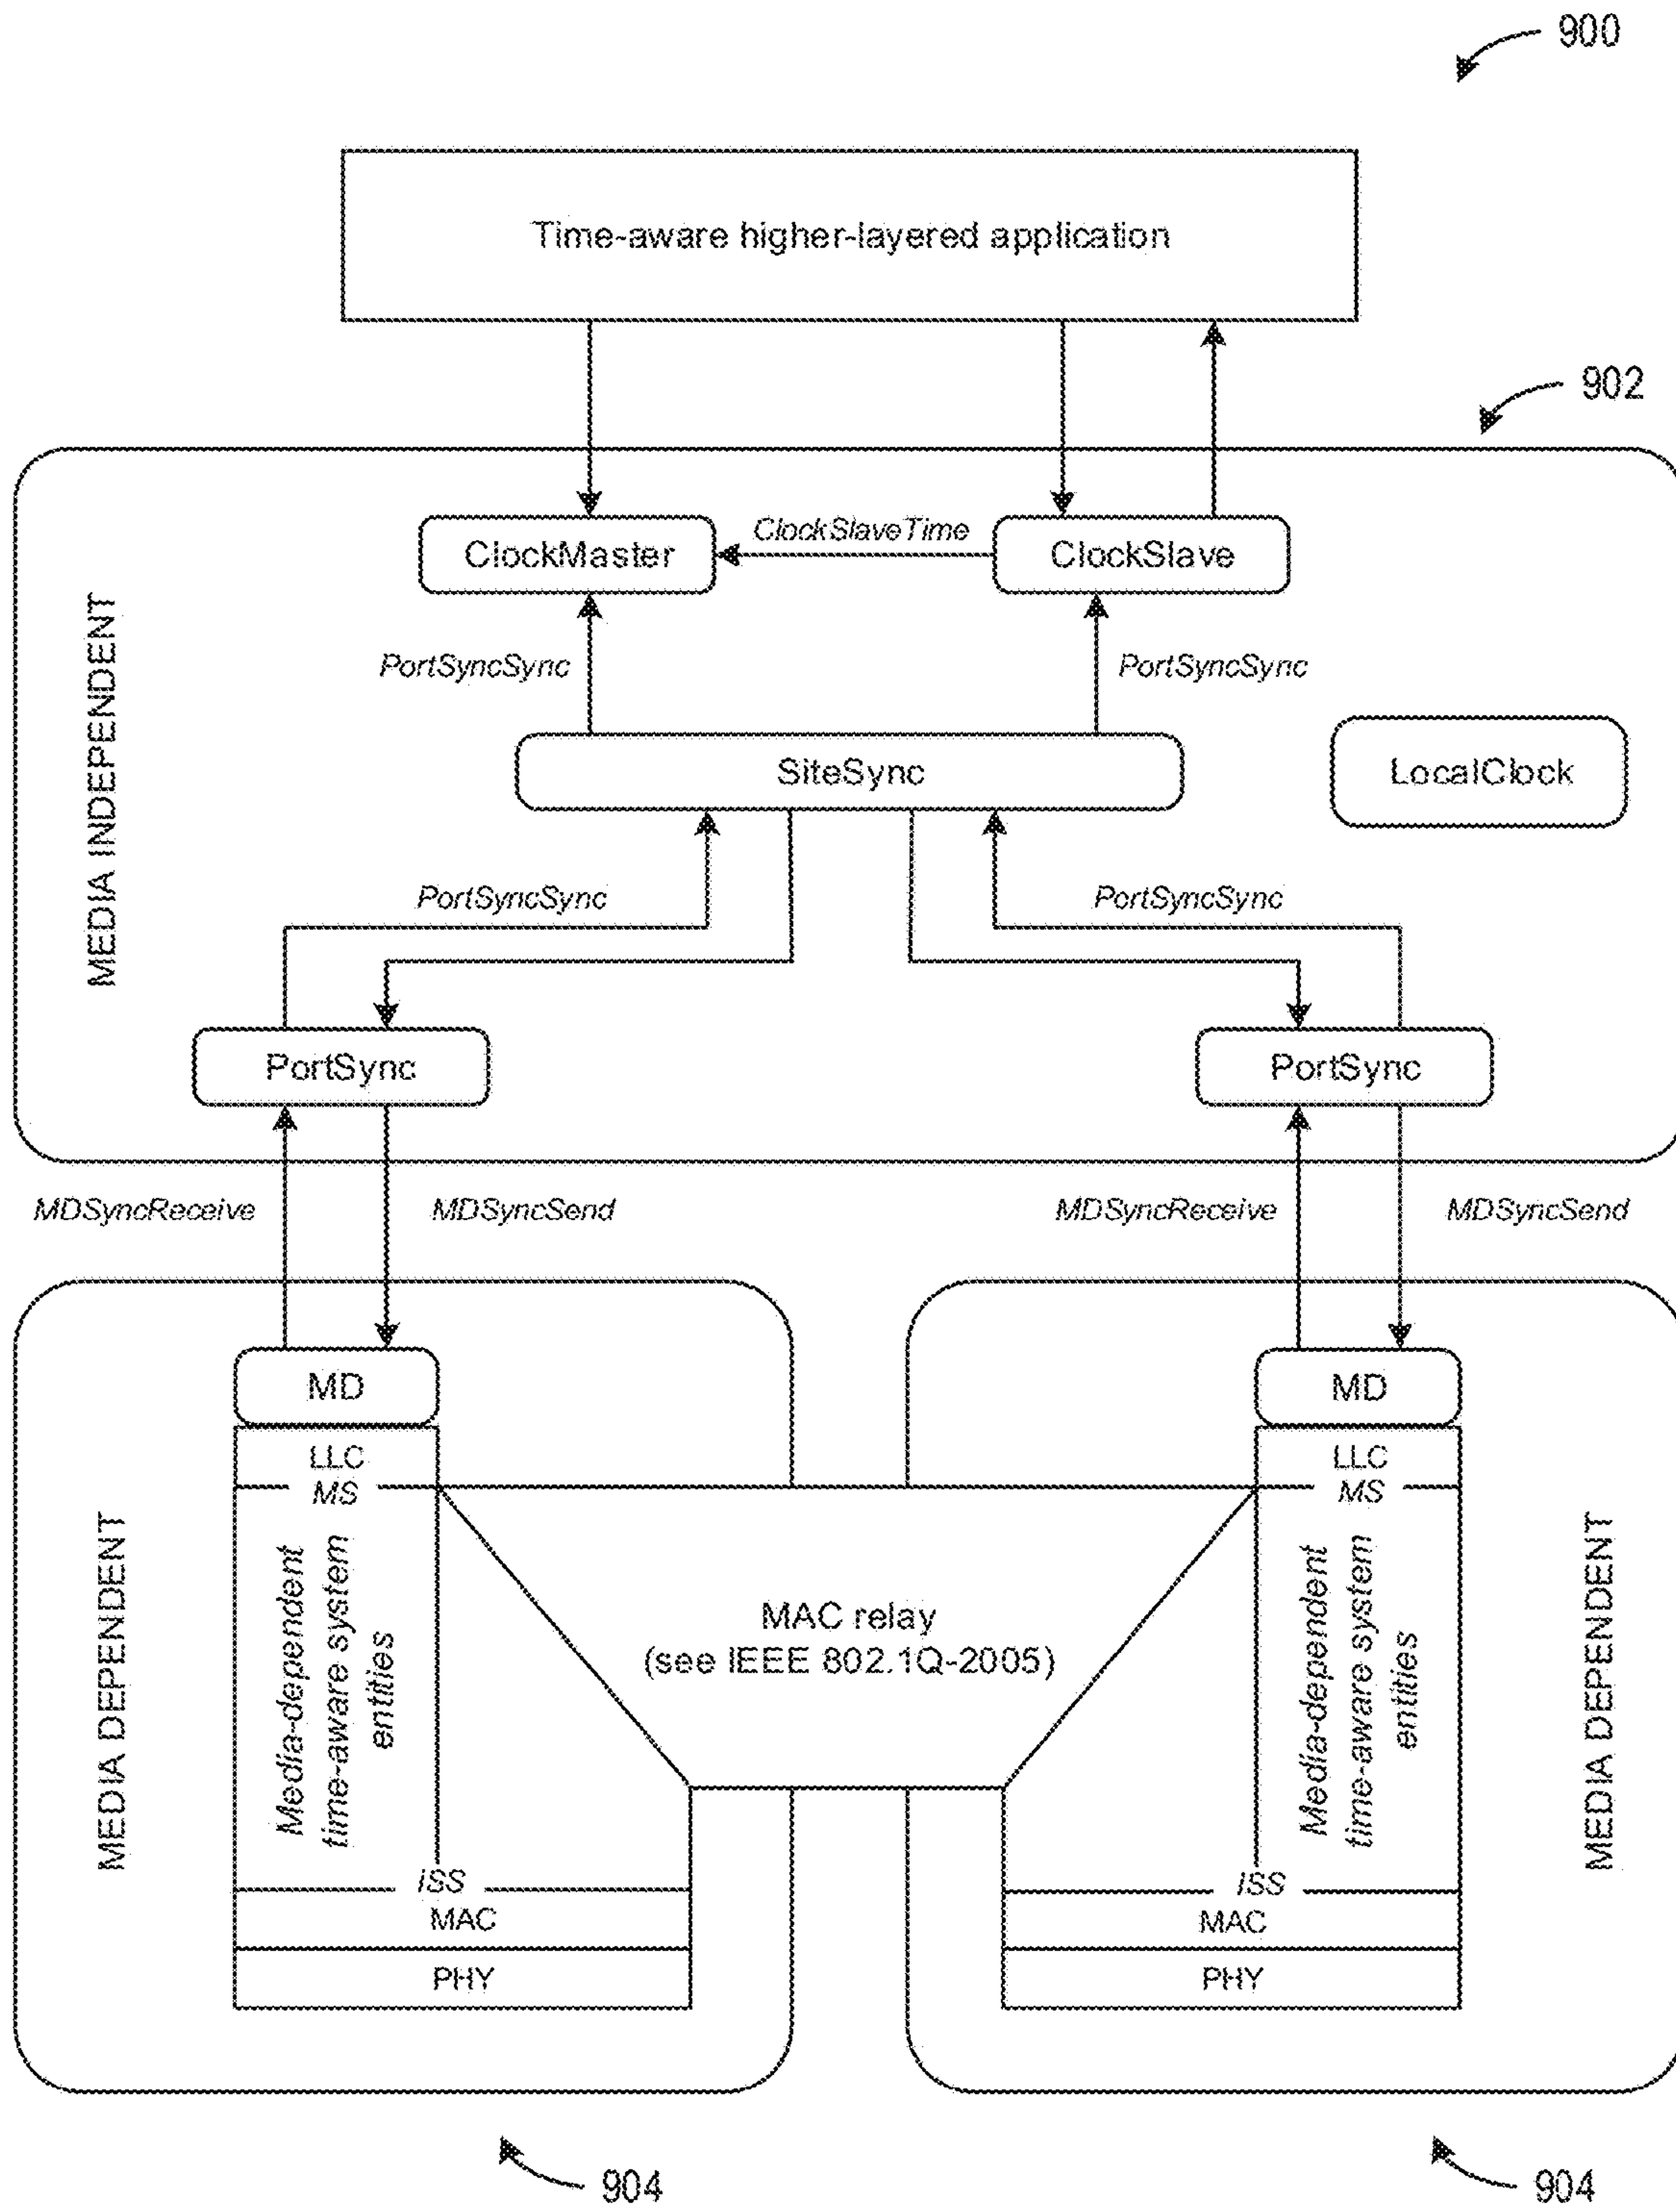 900
Time-aware higher-layered application
902
ClockMaster
ClockSlaveTime
ClockSlave
PortSyncSync
PortSyncSync
MEDIA INDEPENDENT
SiteSync
LocalClock
PortSyncSync
PortSyncSync
PortSync
PortSync
MDSyncReceive
MDSyncSend
MDSyncReceive
MDSyncSend
MD
MD
LLC
LLC
MS
MS
MEDIA DEPENDENT
Media-dependent
time-aware system
entities
MAC relay
(see IEEE 802.1Q-2005)
Media-dependent
time-aware system
entities
MEDIA DEPENDENT
ISS
ISS
MAC
MAC
PHY
PHY
904
904